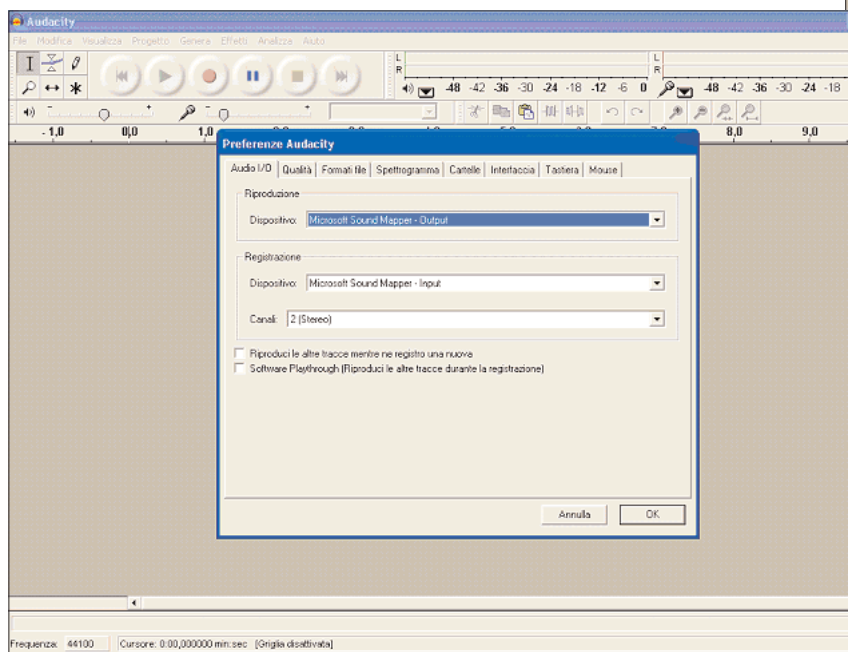 Audacity
File Modifica Visualizza Progetto Genera Effetti Analizza Aiuto
L
R
-48 -42 -36 -30 -24 -18 -12 -6 0
L
R
-48 -42 -36 -30 -24 -18
- 1,0 0,0 1,0 8,0 9,0
Preferenze Audacity
Audio I/O Qualità Formati file Spettrogramma Cartelle Interfaccia Tastiera Mouse
Riproduzione
Dispositivo: Microsoft Sound Mapper - Output
Registrazione
Dispositivo: Microsoft Sound Mapper - Input
Canali: 2 (Stereo)
Riproduci le altre tracce mentre ne registro una nuova
Software Playthrough (Riproduci le altre tracce durante la registrazione)
Annulla OK
Frequenza: 44100 Cursore: 0:00,000000 min:sec [Griglia disattivata]